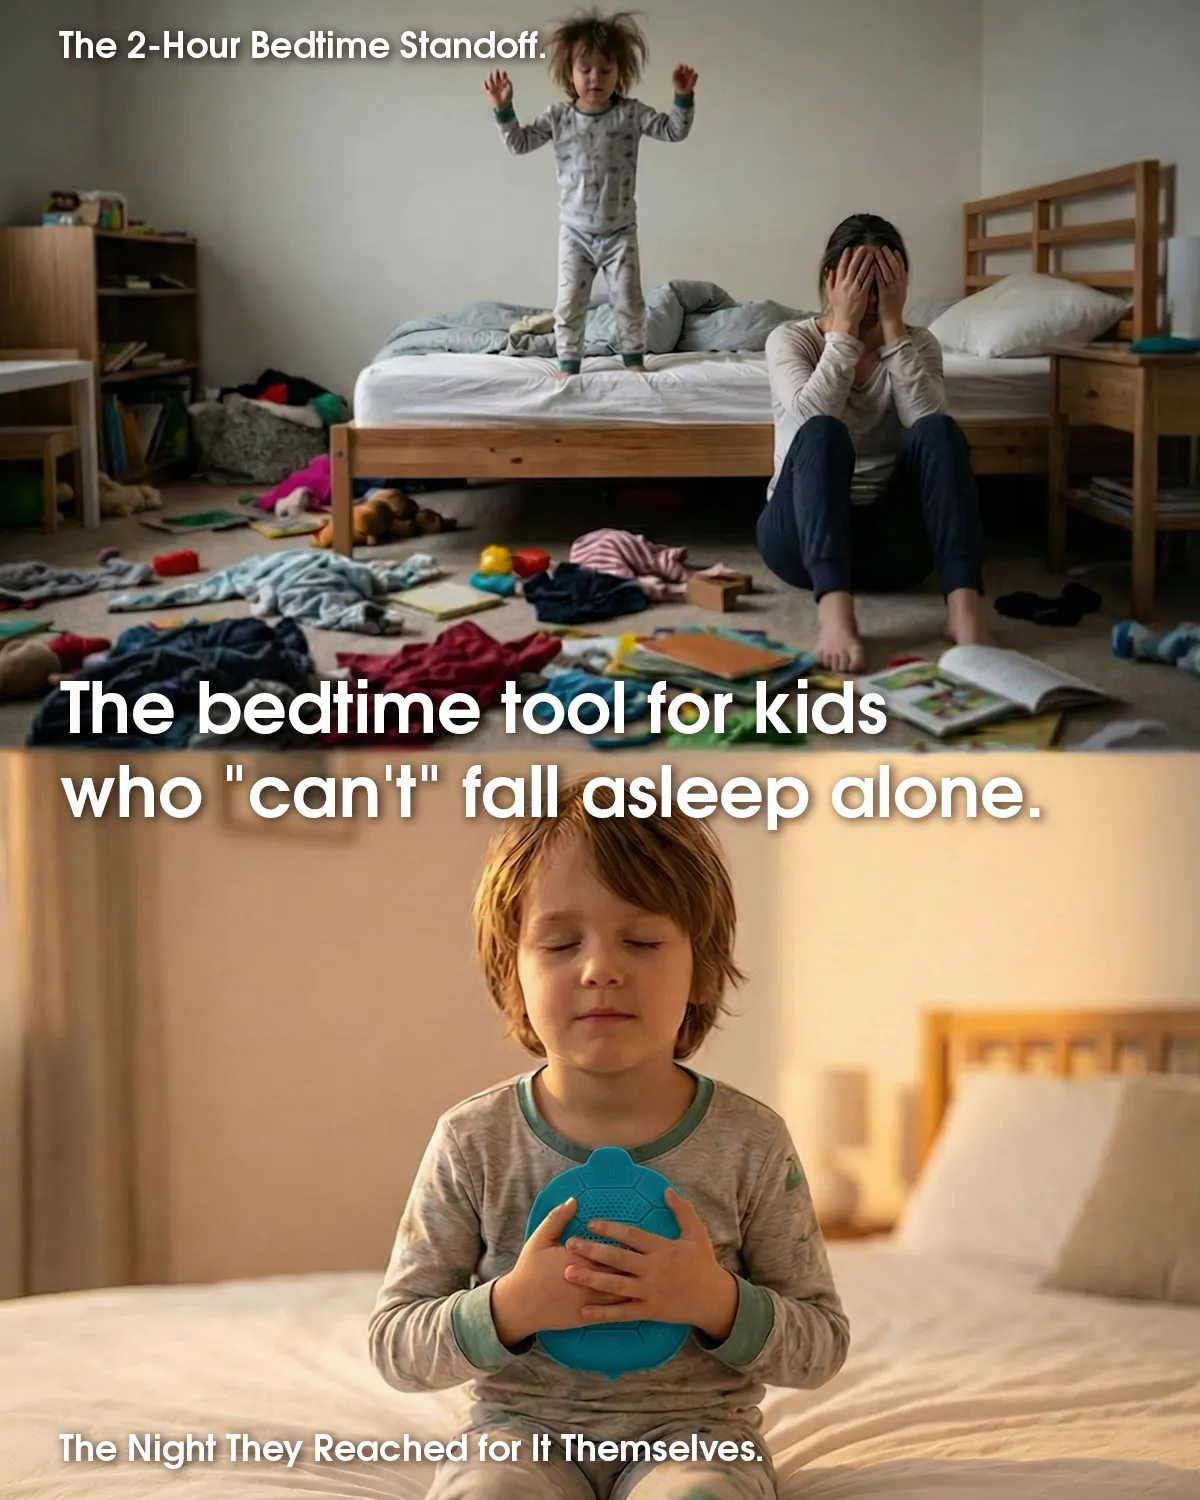 The 2-Hour Bedtime Standoff.
The bedtime tool for kids
who "can't" fall asleep alone.
The Night They Reached for It Themselves.